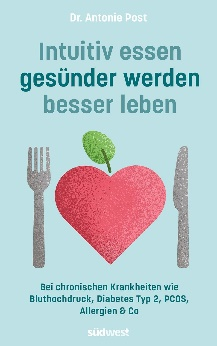 Dr. Antonie Post
Intuitiv essen
gesünder werden
besser leben
Bei chronischen Krankheiten wie
Bluthochdruck, Diabetes Typ 2, PCOS,
Allergien & Co
südwest